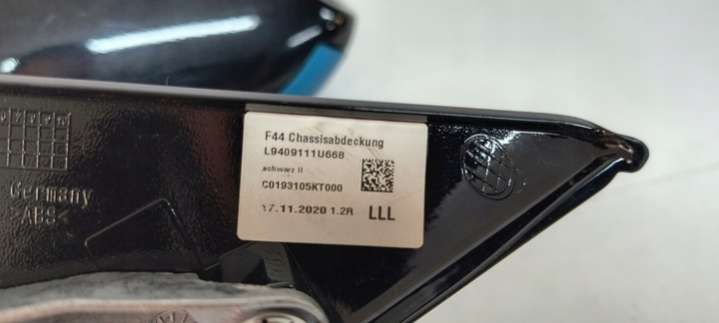 F44 Chassisabdeckung
L9409111U668
schwarz II
C0193105KT000
17.11.2020 1.2R LLL
Germany
>ABS<